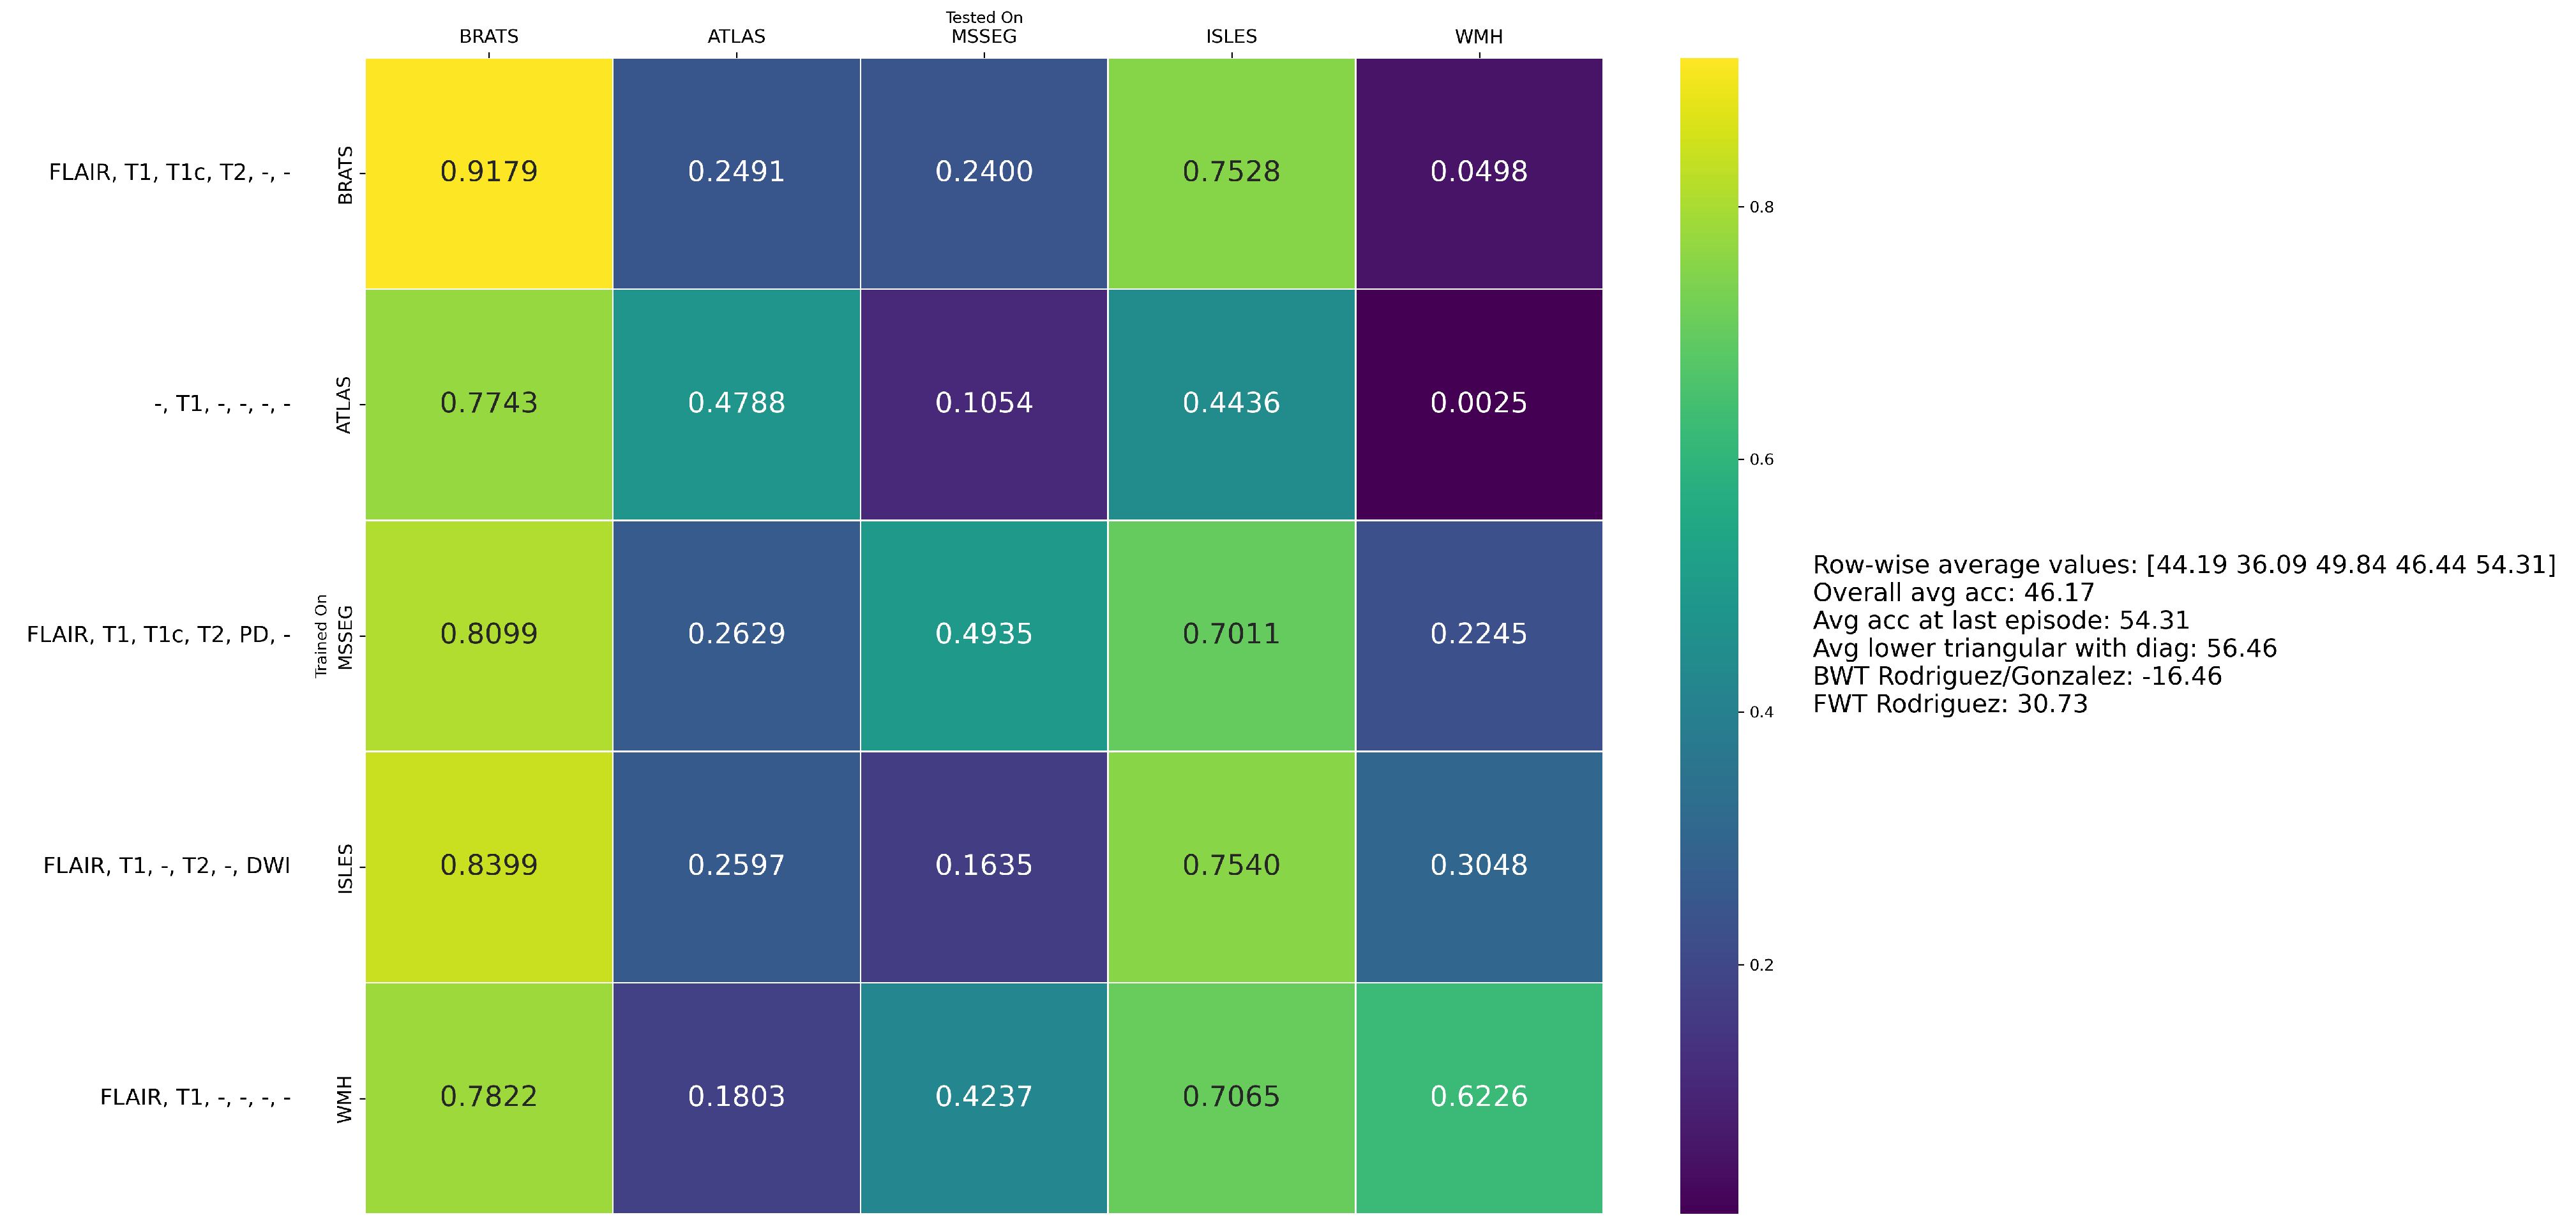 Tested On
BRATS ATLAS MSSEG ISLES WMH
FLAIR, T1, T1c, T2, -, - BRATS 0.9179 0.2491 0.2400 0.7528 0.0498
0.8
-, T1, -, -, -, - ATLAS 0.7743 0.4788 0.1054 0.4436 0.0025
0.6
Trained On
FLAIR, T1, T1c, T2, PD, - MSSEG 0.8099 0.2629 0.4935 0.7011 0.2245
0.4
FLAIR, T1, -, T2, -, DWI ISLES 0.8399 0.2597 0.1635 0.7540 0.3048
0.2
FLAIR, T1, -, -, -, - WMH 0.7822 0.1803 0.4237 0.7065 0.6226
Row-wise average values: [44.19 36.09 49.84 46.44 54.31]
Overall avg acc: 46.17
Avg acc at last episode: 54.31
Avg lower triangular with diag: 56.46
BWT Rodriguez/Gonzalez: -16.46
FWT Rodriguez: 30.73